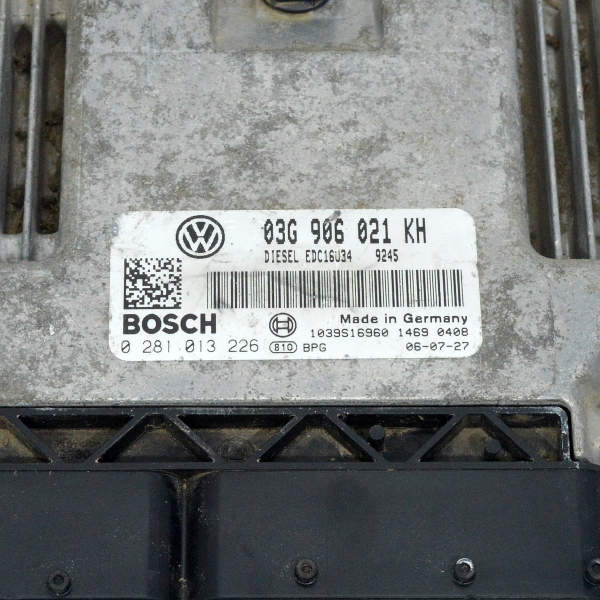 03G 906 021 KH
DIESEL EDC16U34 9245
BOSCH
Made in Germany
1039S16960 1469 0408
0 281 013 226 810 BPG 06-07-27